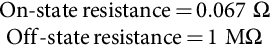 On-state resistance = 0.067 Ω
Off-state resistance = 1 MΩ